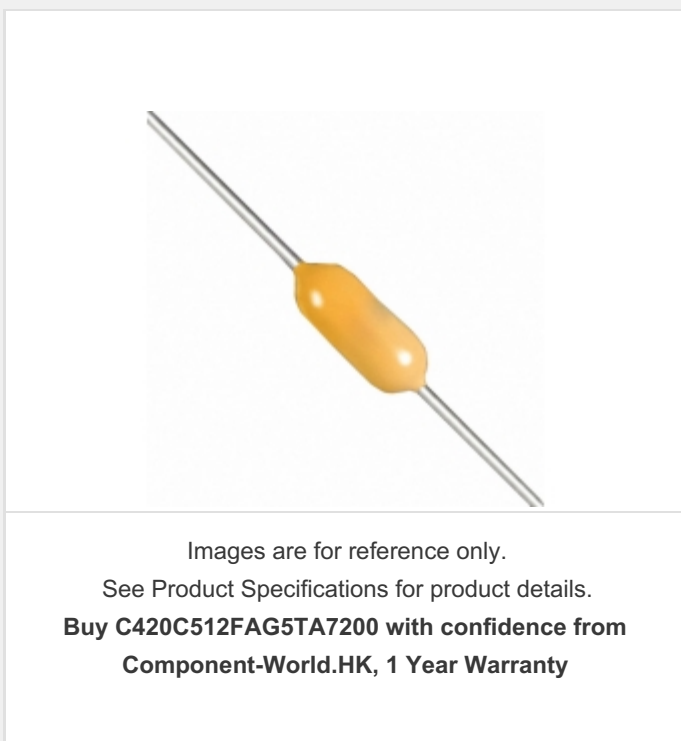 Images are for reference only.
See Product Specifications for product details.
Buy C420C512FAG5TA7200 with confidence from
Component-World.HK, 1 Year Warranty